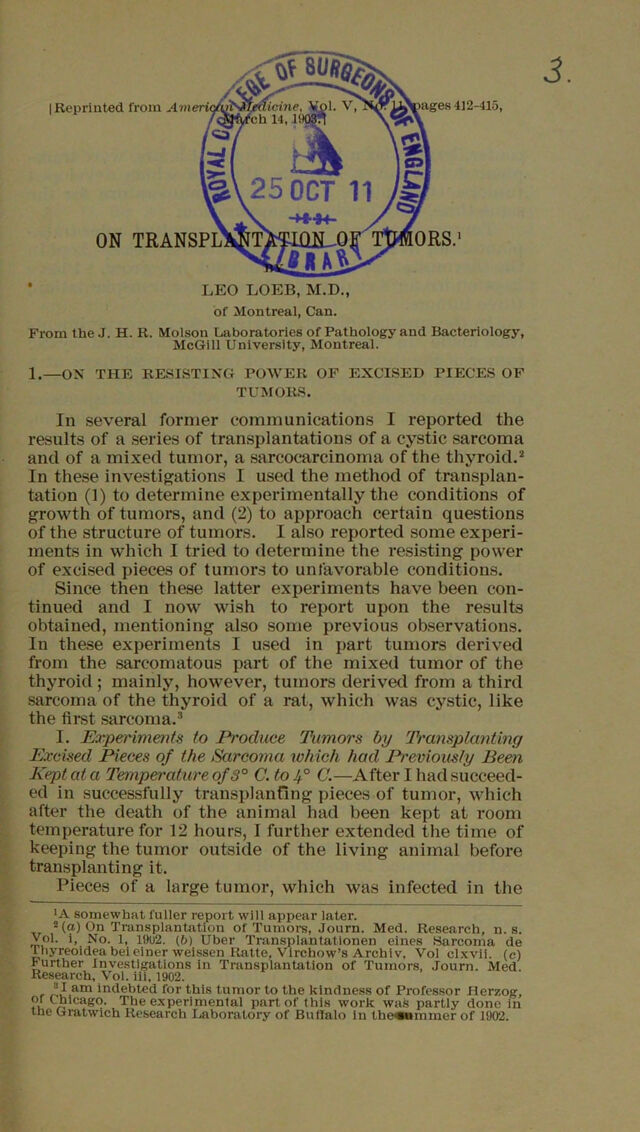 3.
[Reprinted from American Medicine, Vol. V, No. 11, pages 412-415,
March 14, 1903.]
ROYAL COLLEGE OF SURGEONS OF ENGLAND
25 OCT 11
LIBRARY
ON TRANSPLANTATION OF TUMORS.¹
BY
LEO LOEB, M.D.,
of Montreal, Can.
From the J. H. R. Molson Laboratories of Pathology and Bacteriology,
McGill University, Montreal.
1.—ON THE RESISTING POWER OF EXCISED PIECES OF
TUMORS.
In several former communications I reported the
results of a series of transplantations of a cystic sarcoma
and of a mixed tumor, a sarcocarcinoma of the thyroid.²
In these investigations I used the method of transplan-
tation (1) to determine experimentally the conditions of
growth of tumors, and (2) to approach certain questions
of the structure of tumors. I also reported some experi-
ments in which I tried to determine the resisting power
of excised pieces of tumors to unfavorable conditions.
Since then these latter experiments have been con-
tinued and I now wish to report upon the results
obtained, mentioning also some previous observations.
In these experiments I used in part tumors derived
from the sarcomatous part of the mixed tumor of the
thyroid; mainly, however, tumors derived from a third
sarcoma of the thyroid of a rat, which was cystic, like
the first sarcoma.³
I. Experiments to Produce Tumors by Transplanting
Excised Pieces of the Sarcoma which had Previously Been
Kept at a Temperature of 3° C. to 4° C.—After I had succeed-
ed in successfully transplanting pieces of tumor, which
after the death of the animal had been kept at room
temperature for 12 hours, I further extended the time of
keeping the tumor outside of the living animal before
transplanting it.
Pieces of a large tumor, which was infected in the
¹A somewhat fuller report will appear later.
²(a) On Transplantation of Tumors, Journ. Med. Research, n. s.
Vol. i, No. 1, 1902. (b) Uber Transplantationen eines Sarcoma de
Thyreoidea bei einer weissen Ratte, Virchow's Archiv, Vol clxvii. (c)
Further Investigations in Transplantation of Tumors, Journ. Med.
Research, Vol. iii, 1902.
³I am indebted for this tumor to the kindness of Professor Herzog,
of Chicago. The experimental part of this work was partly done in
the Gratwich Research Laboratory of Buffalo in the summer of 1902.